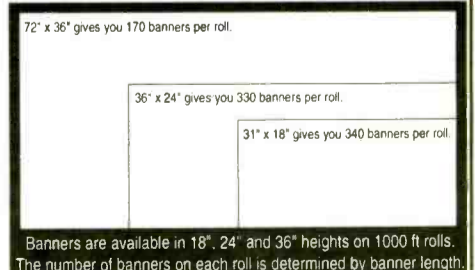 72" x 36" gives you 170 banners per roll.
36" x 24" gives you 330 banners per roll.
31" x 18" gives you 340 banners per roll.
Banners are available in 18", 24" and 36" heights on 1000 ft rolls.
The number of banners on each roll is determined by banner length.